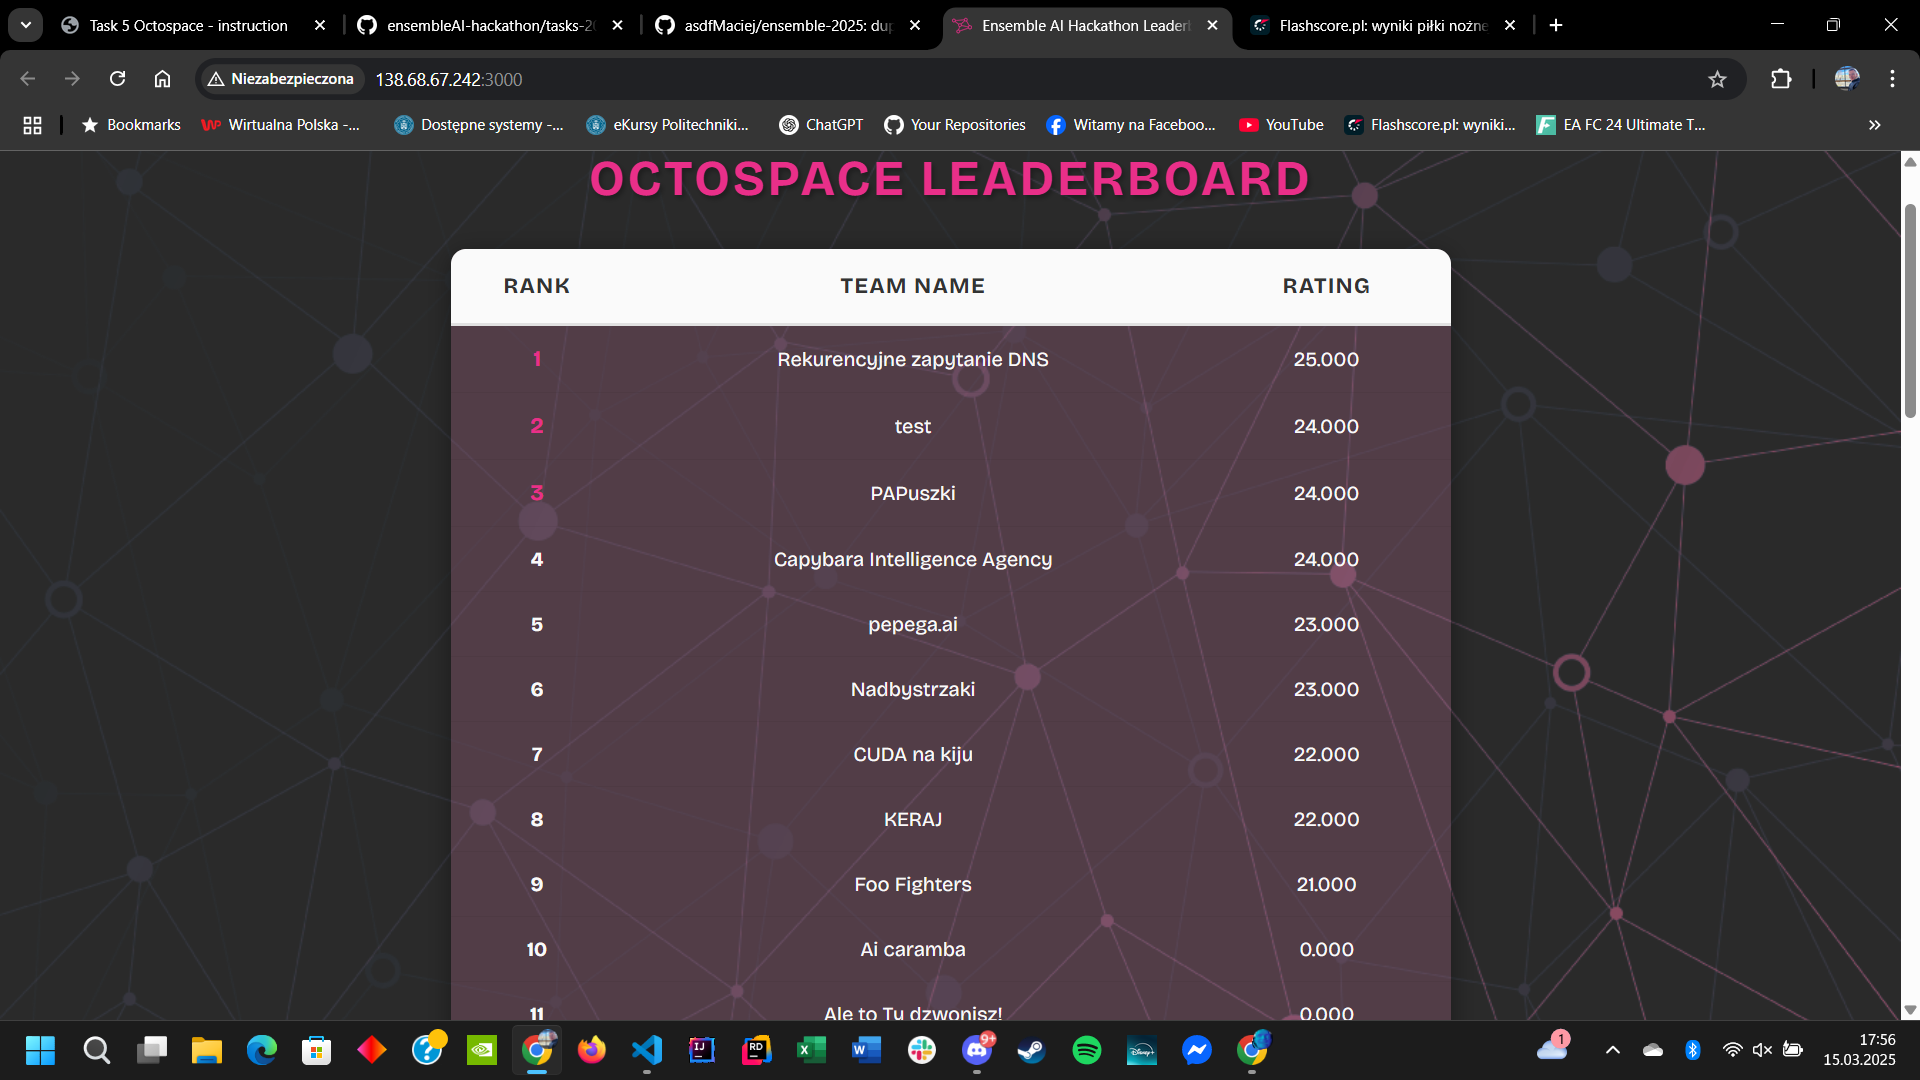 Task 5 Octospace - instruction
ensembleAI-hackathon/tasks-20
asdfMaciej/ensemble-2025: dup
Ensemble AI Hackathon Leader
Flashscore.pl: wyniki piłki nożne
Niezabezpieczona
138.68.67.242:3000
Bookmarks
Wirtualna Polska -...
Dostępne systemy -...
eKursy Politechniki...
ChatGPT
Your Repositories
Witamy na Faceboo...
YouTube
Flashscore.pl: wyniki...
EA FC 24 Ultimate T...
OCTOSPACE LEADERBOARD
RANK TEAM NAME RATING
1 Rekurencyjne zapytanie DNS 25.000
2 test 24.000
3 PAPuszki 24.000
4 Capybara Intelligence Agency 24.000
5 pepega.ai 23.000
6 Nadbystrzaki 23.000
7 CUDA na kiju 22.000
8 KERAJ 22.000
9 Foo Fighters 21.000
10 Ai caramba 0.000
11 Ale to Ty dzwonisz! 0.000
9+
1
17:56
15.03.2025